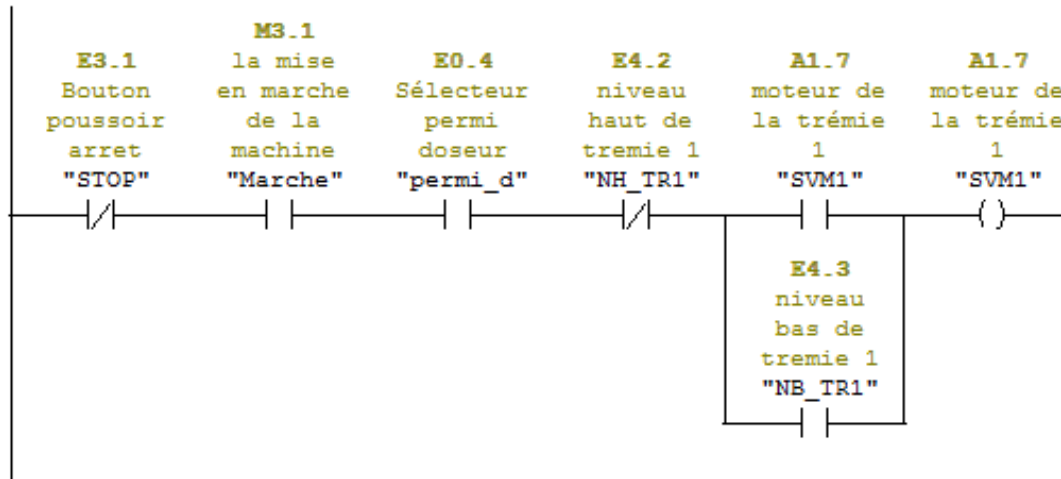 E3.1
Bouton
poussoir
arret
"STOP"
M3.1
la mise
en marche
de la
machine
"Marche"
E0.4
Sélecteur
permi
doseur
"permi_d"
E4.2
niveau
haut de
tremie 1
"NH_TR1"
A1.7
moteur de
la trémie
1
"SVM1"
A1.7
moteur de
la trémie
1
"SVM1"
E4.3
niveau
bas de
tremie 1
"NB_TR1"